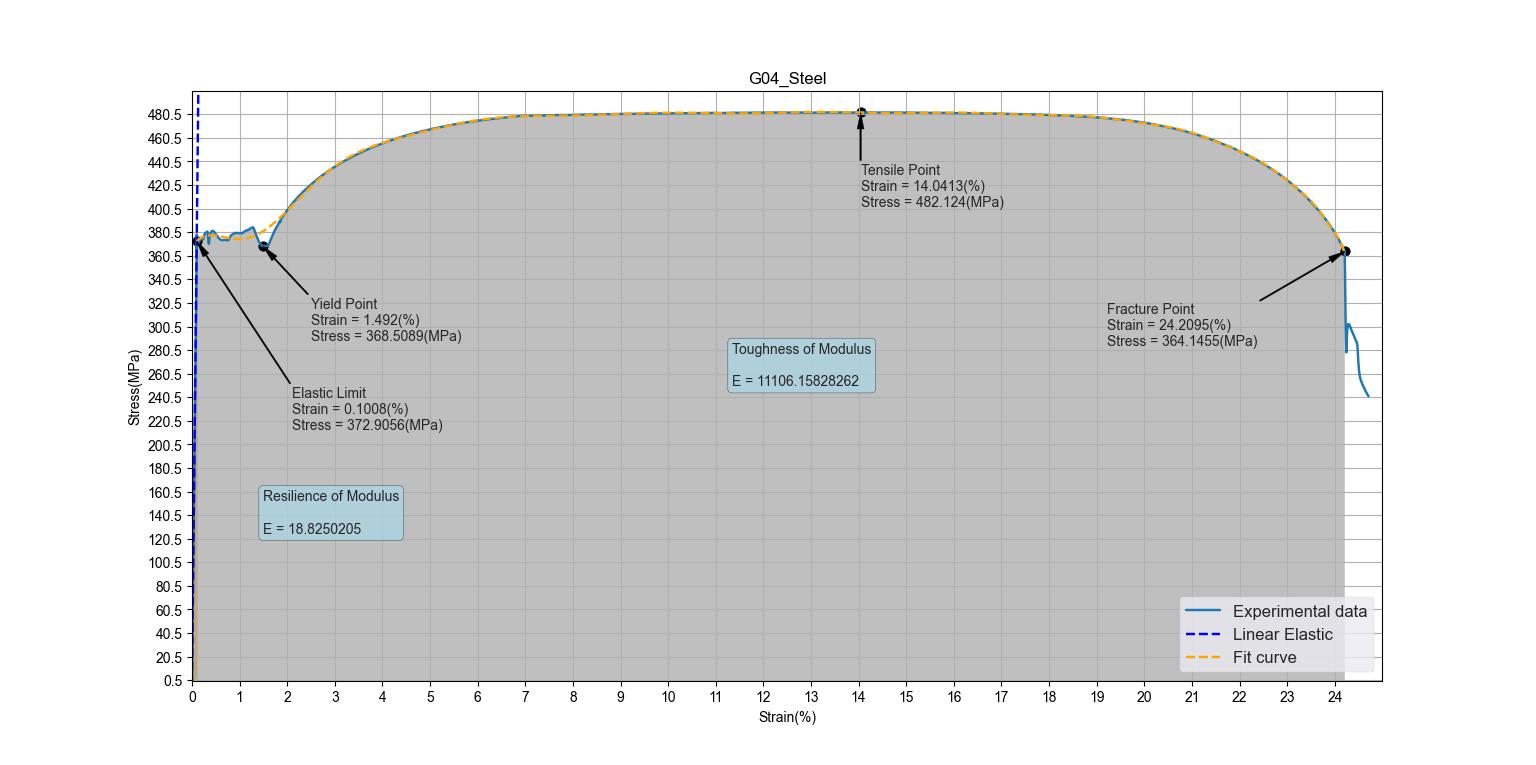 G04_Steel
Stress(MPa)
480.5
460.5
440.5
420.5
400.5
380.5
360.5
340.5
320.5
300.5
280.5
260.5
240.5
220.5
200.5
180.5
160.5
140.5
120.5
100.5
80.5
60.5
40.5
20.5
0.5
Tensile Point
Strain = 14.0413(%)
Stress = 482.124(MPa)
Yield Point
Strain = 1.492(%)
Stress = 368.5089(MPa)
Fracture Point
Strain = 24.2095(%)
Stress = 364.1455(MPa)
Toughness of Modulus
E = 11106.15828262
Elastic Limit
Strain = 0.1008(%)
Stress = 372.9056(MPa)
Resilience of Modulus
E = 18.8250205
Experimental data
Linear Elastic
Fit curve
0 1 2 3 4 5 6 7 8 9 10 11 12 13 14 15 16 17 18 19 20 21 22 23 24
Strain(%)